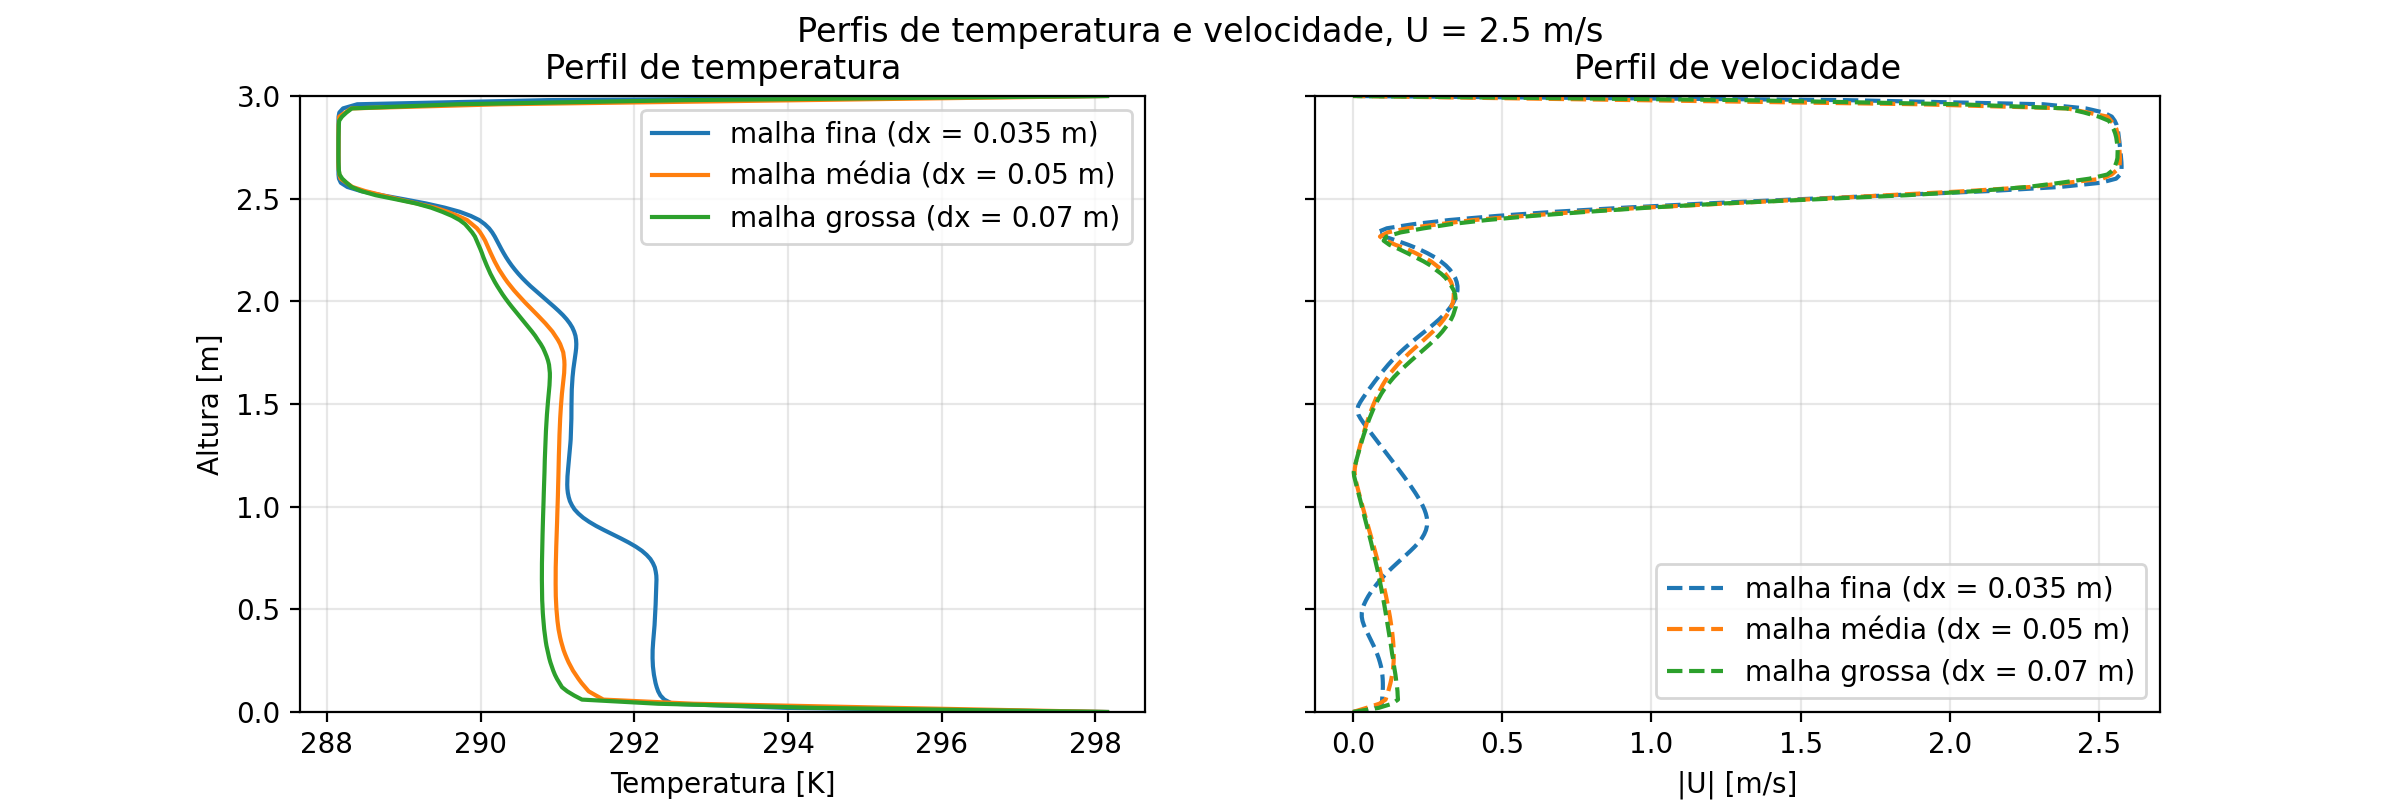 Perfis de temperatura e velocidade, U = 2.5 m/s
Perfil de temperatura
3.0
2.5
2.0
1.5
1.0
0.5
0.0
Altura [m]
malha fina (dx = 0.035 m)
malha média (dx = 0.05 m)
malha grossa (dx = 0.07 m)
288 290 292 294 296 298
Temperatura [K]
Perfil de velocidade
malha fina (dx = 0.035 m)
malha média (dx = 0.05 m)
malha grossa (dx = 0.07 m)
0.0 0.5 1.0 1.5 2.0 2.5
|U| [m/s]